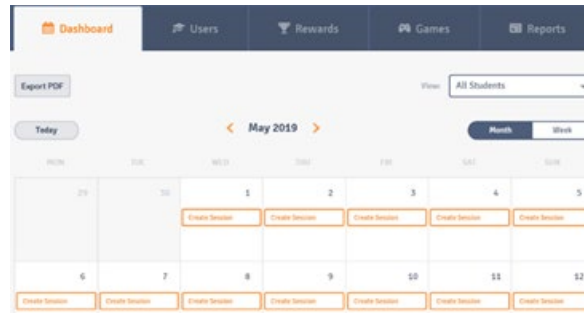 Dashboard Users Rewards Games Reports
Export PDF View: All Students
Today < May 2019 > Month Week
MON TUE WED THU FRI SAT SUN
29 30 1 2 3 4 5
Create Session Create Session Create Session Create Session Create Session
6 7 8 9 10 11 12
Create Session Create Session Create Session Create Session Create Session Create Session Create Session